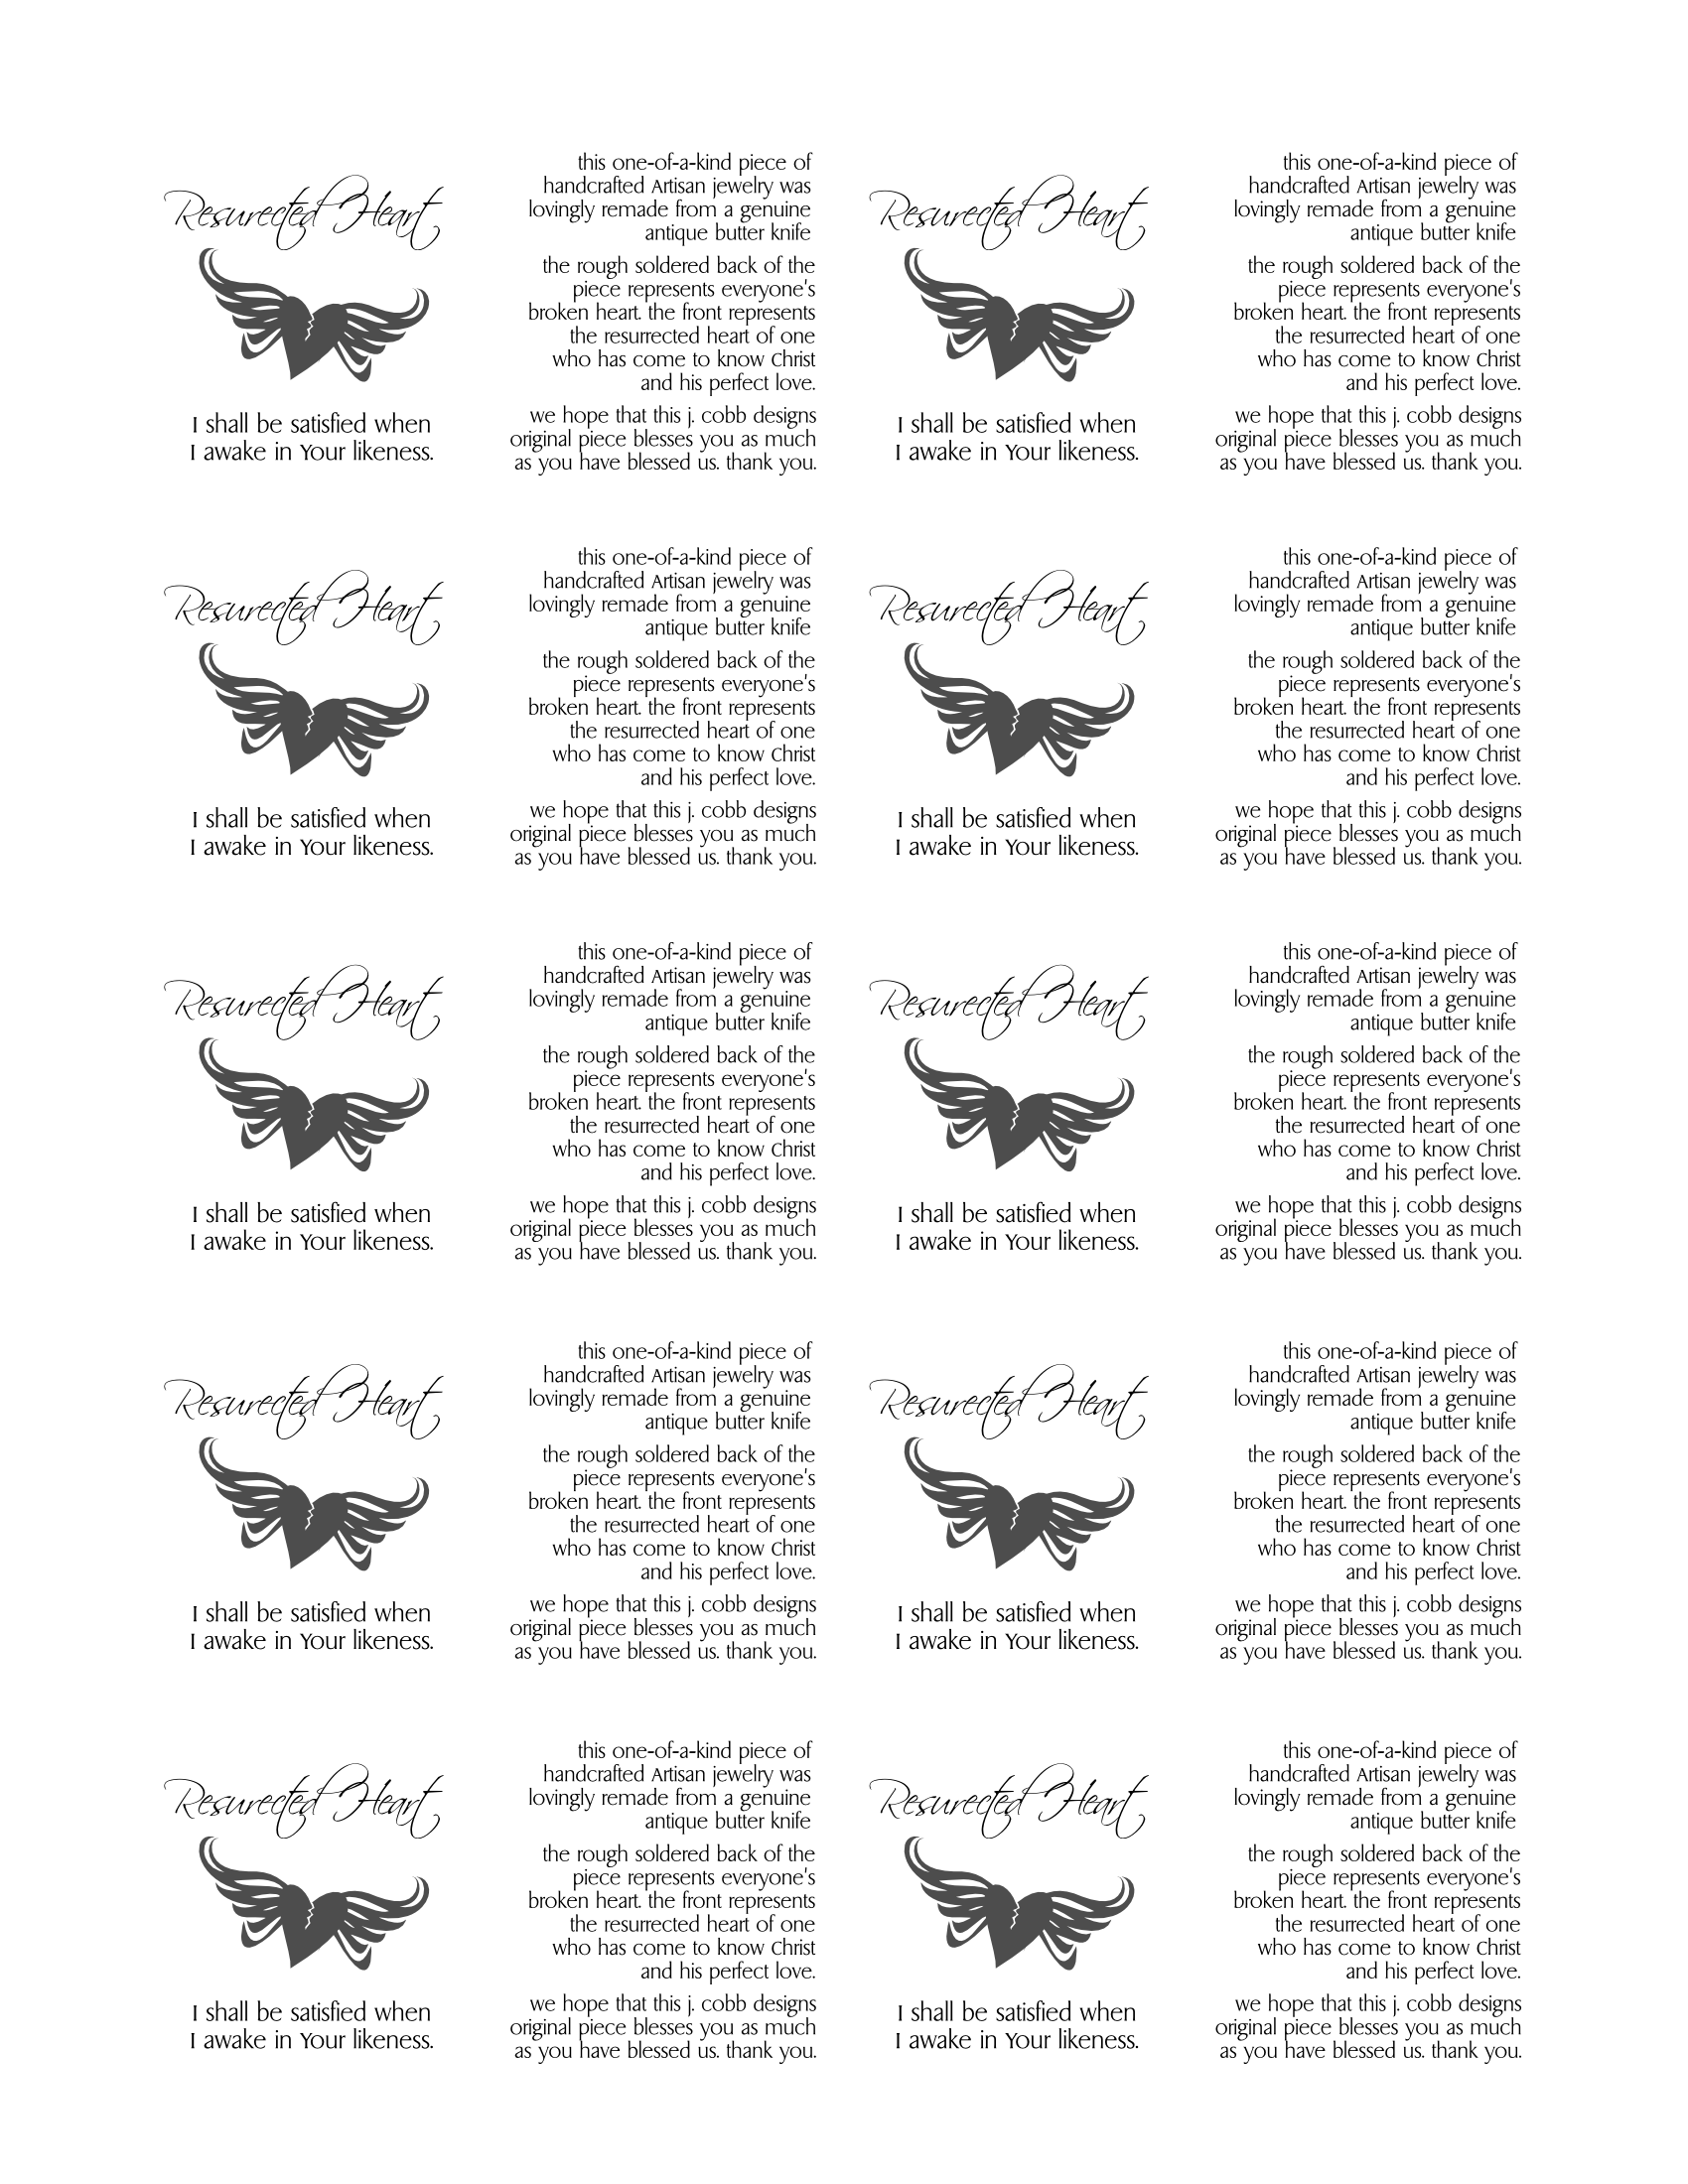 Resurected Heart
I shall be satisfied when
I awake in Your likeness.
this one-of-a-kind piece of
handcrafted Artisan jewelry was
lovingly remade from a genuine
antique butter knife
the rough soldered back of the
piece represents everyone's
broken heart. the front represents
the resurrected heart of one
who has come to know Christ
and his perfect love.
we hope that this j. cobb designs
original piece blesses you as much
as you have blessed us. thank you.
Resurected Heart
I shall be satisfied when
I awake in Your likeness.
this one-of-a-kind piece of
handcrafted Artisan jewelry was
lovingly remade from a genuine
antique butter knife
the rough soldered back of the
piece represents everyone's
broken heart. the front represents
the resurrected heart of one
who has come to know Christ
and his perfect love.
we hope that this j. cobb designs
original piece blesses you as much
as you have blessed us. thank you.
Resurected Heart
I shall be satisfied when
I awake in Your likeness.
this one-of-a-kind piece of
handcrafted Artisan jewelry was
lovingly remade from a genuine
antique butter knife
the rough soldered back of the
piece represents everyone's
broken heart. the front represents
the resurrected heart of one
who has come to know Christ
and his perfect love.
we hope that this j. cobb designs
original piece blesses you as much
as you have blessed us. thank you.
Resurected Heart
I shall be satisfied when
I awake in Your likeness.
this one-of-a-kind piece of
handcrafted Artisan jewelry was
lovingly remade from a genuine
antique butter knife
the rough soldered back of the
piece represents everyone's
broken heart. the front represents
the resurrected heart of one
who has come to know Christ
and his perfect love.
we hope that this j. cobb designs
original piece blesses you as much
as you have blessed us. thank you.
Resurected Heart
I shall be satisfied when
I awake in Your likeness.
this one-of-a-kind piece of
handcrafted Artisan jewelry was
lovingly remade from a genuine
antique butter knife
the rough soldered back of the
piece represents everyone's
broken heart. the front represents
the resurrected heart of one
who has come to know Christ
and his perfect love.
we hope that this j. cobb designs
original piece blesses you as much
as you have blessed us. thank you.
Resurected Heart
I shall be satisfied when
I awake in Your likeness.
this one-of-a-kind piece of
handcrafted Artisan jewelry was
lovingly remade from a genuine
antique butter knife
the rough soldered back of the
piece represents everyone's
broken heart. the front represents
the resurrected heart of one
who has come to know Christ
and his perfect love.
we hope that this j. cobb designs
original piece blesses you as much
as you have blessed us. thank you.
Resurected Heart
I shall be satisfied when
I awake in Your likeness.
this one-of-a-kind piece of
handcrafted Artisan jewelry was
lovingly remade from a genuine
antique butter knife
the rough soldered back of the
piece represents everyone's
broken heart. the front represents
the resurrected heart of one
who has come to know Christ
and his perfect love.
we hope that this j. cobb designs
original piece blesses you as much
as you have blessed us. thank you.
Resurected Heart
I shall be satisfied when
I awake in Your likeness.
this one-of-a-kind piece of
handcrafted Artisan jewelry was
lovingly remade from a genuine
antique butter knife
the rough soldered back of the
piece represents everyone's
broken heart. the front represents
the resurrected heart of one
who has come to know Christ
and his perfect love.
we hope that this j. cobb designs
original piece blesses you as much
as you have blessed us. thank you.
Resurected Heart
I shall be satisfied when
I awake in Your likeness.
this one-of-a-kind piece of
handcrafted Artisan jewelry was
lovingly remade from a genuine
antique butter knife
the rough soldered back of the
piece represents everyone's
broken heart. the front represents
the resurrected heart of one
who has come to know Christ
and his perfect love.
we hope that this j. cobb designs
original piece blesses you as much
as you have blessed us. thank you.
Resurected Heart
I shall be satisfied when
I awake in Your likeness.
this one-of-a-kind piece of
handcrafted Artisan jewelry was
lovingly remade from a genuine
antique butter knife
the rough soldered back of the
piece represents everyone's
broken heart. the front represents
the resurrected heart of one
who has come to know Christ
and his perfect love.
we hope that this j. cobb designs
original piece blesses you as much
as you have blessed us. thank you.